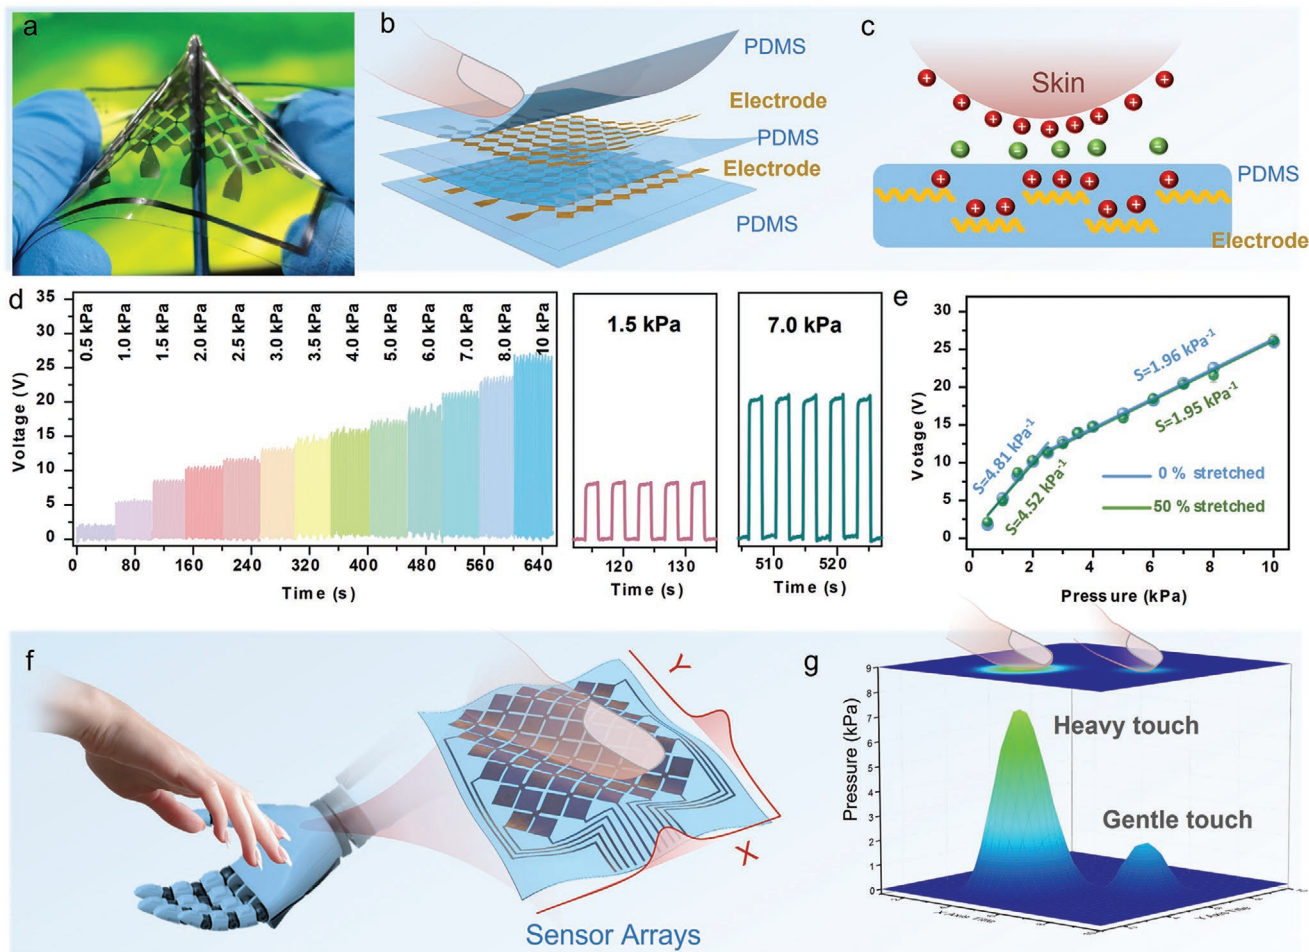 a
b
PDMS
Electrode
PDMS
Electrode
PDMS
c
Skin
+ + + + + + + + +
− − − − −
PDMS
+ + + + +
+ + + +
Electrode
d
Voltage (V)
35
30
25
20
15
10
5
0
0.5 kPa
1.0 kPa
1.5 kPa
2.0 kPa
2.5 kPa
3.0 kPa
3.5 kPa
4.0 kPa
5.0 kPa
6.0 kPa
7.0 kPa
8.0 kPa
10 kPa
0 80 160 240 320 400 480 560 640
Time (s)
1.5 kPa
120 130
Time (s)
7.0 kPa
510 520
Time (s)
e
Votage (V)
30
25
20
15
10
5
0
S=4.81 kPa⁻¹
S=4.52 kPa⁻¹
S=1.96 kPa⁻¹
S=1.95 kPa⁻¹
0 % stretched
50 % stretched
0 2 4 6 8 10
Pressure (kPa)
f
Y
X
Sensor Arrays
g
Pressure (kPa)
9
8
7
6
5
4
3
2
1
0
Heavy touch
Gentle touch